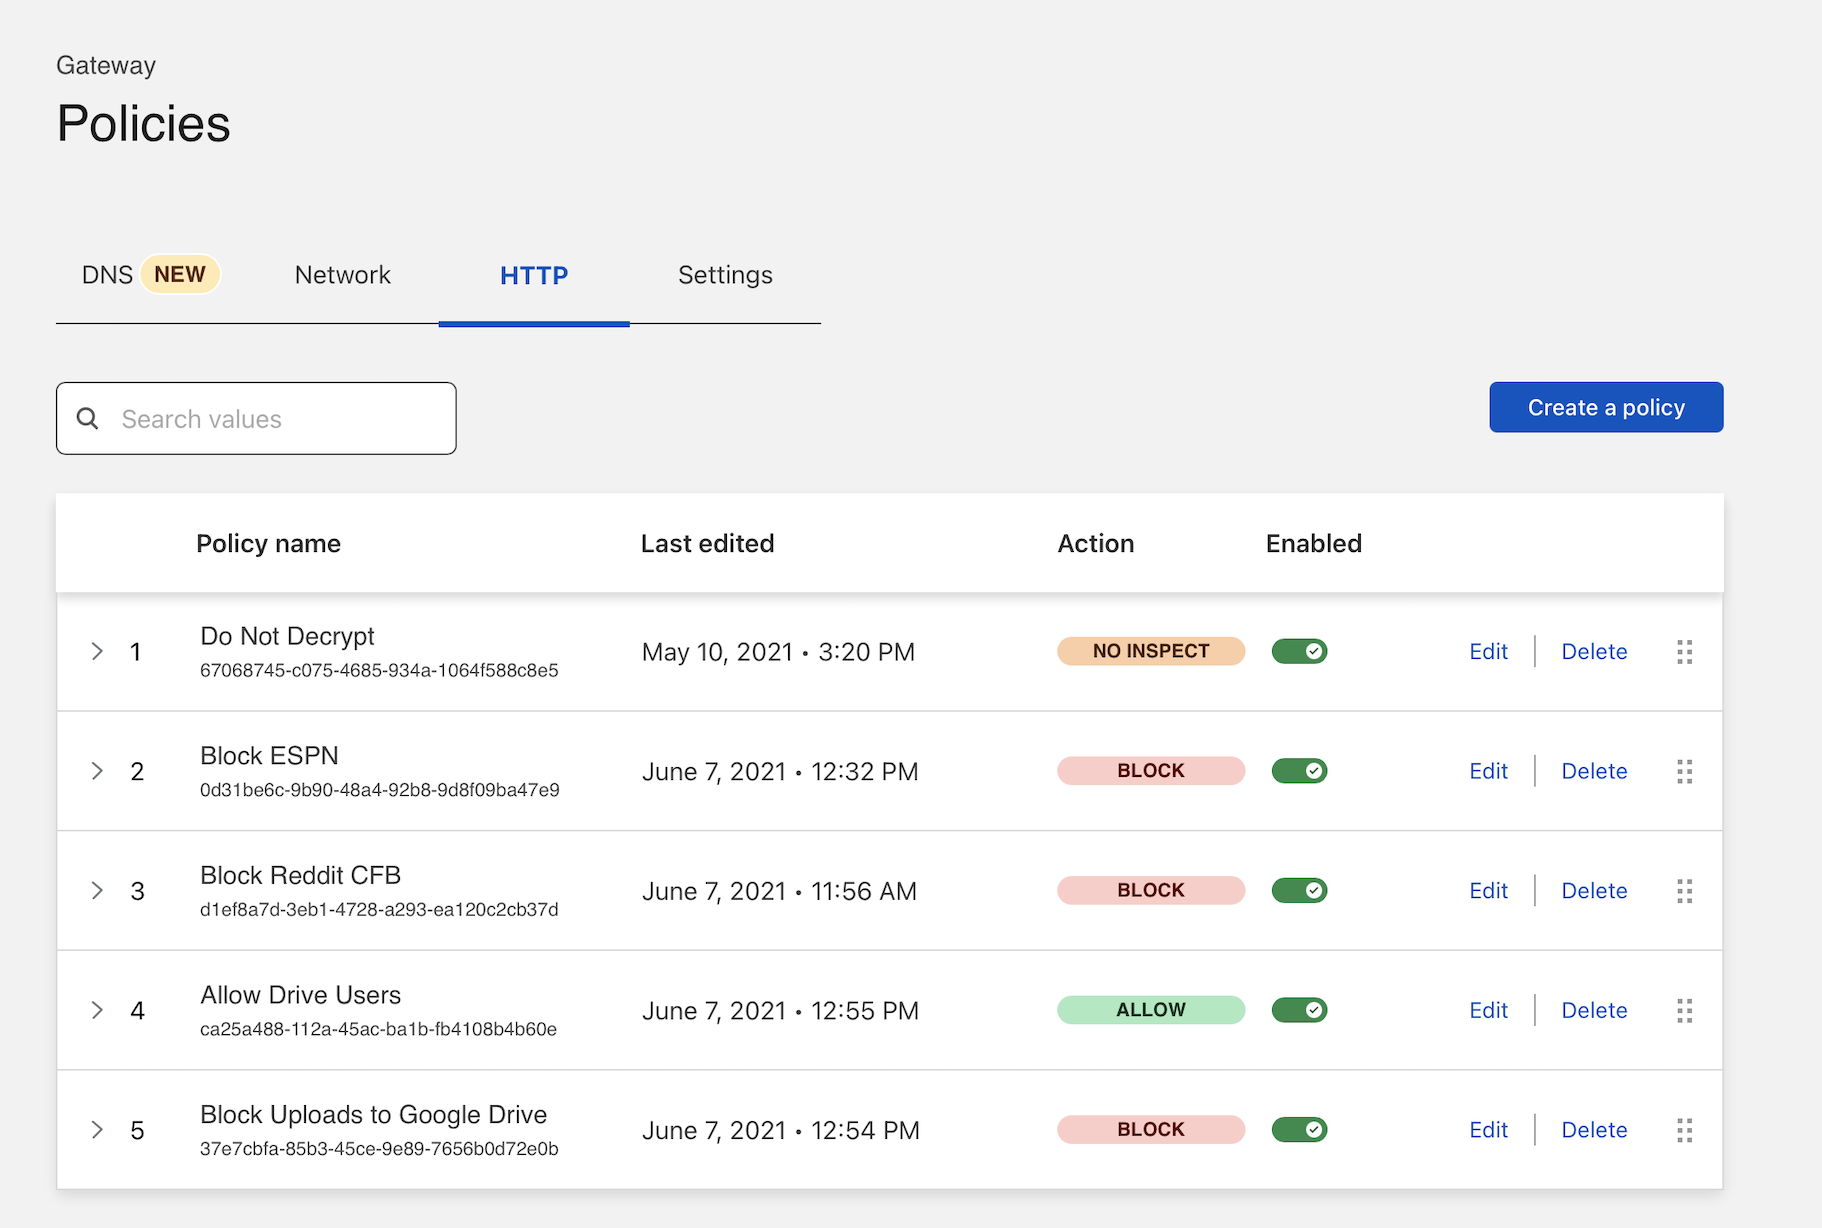 Gateway
Policies
DNS NEW Network HTTP Settings
Search values
Create a policy
Policy name Last edited Action Enabled
1 Do Not Decrypt May 10, 2021 • 3:20 PM NO INSPECT Edit Delete
67068745-c075-4685-934a-1064f588c8e5
2 Block ESPN June 7, 2021 • 12:32 PM BLOCK Edit Delete
0d31be6c-9b90-48a4-92b8-9d8f09ba47e9
3 Block Reddit CFB June 7, 2021 • 11:56 AM BLOCK Edit Delete
d1ef8a7d-3eb1-4728-a293-ea120c2cb37d
4 Allow Drive Users June 7, 2021 • 12:55 PM ALLOW Edit Delete
ca25a488-112a-45ac-ba1b-fb4108b4b60e
5 Block Uploads to Google Drive June 7, 2021 • 12:54 PM BLOCK Edit Delete
37e7cbfa-85b3-45ce-9e89-7656b0d72e0b